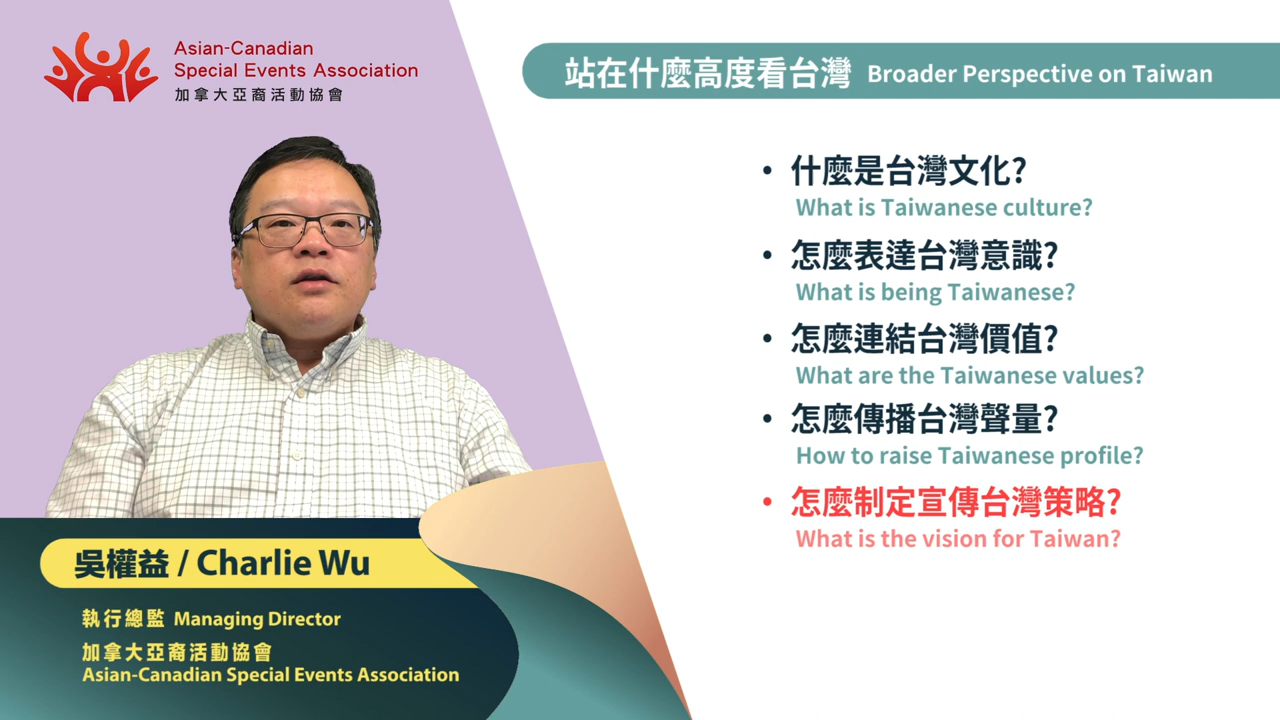 Asian-Canadian
Special Events Association
加拿大亞裔活動協會
站在什麼高度看台灣 Broader Perspective on Taiwan
• 什麼是台灣文化?
What is Taiwanese culture?
• 怎麼表達台灣意識?
What is being Taiwanese?
• 怎麼連結台灣價值?
What are the Taiwanese values?
• 怎麼傳播台灣聲量?
How to raise Taiwanese profile?
• 怎麼制定宣傳台灣策略?
What is the vision for Taiwan?
吳權益 / Charlie Wu
執行總監 Managing Director
加拿大亞裔活動協會
Asian-Canadian Special Events Association